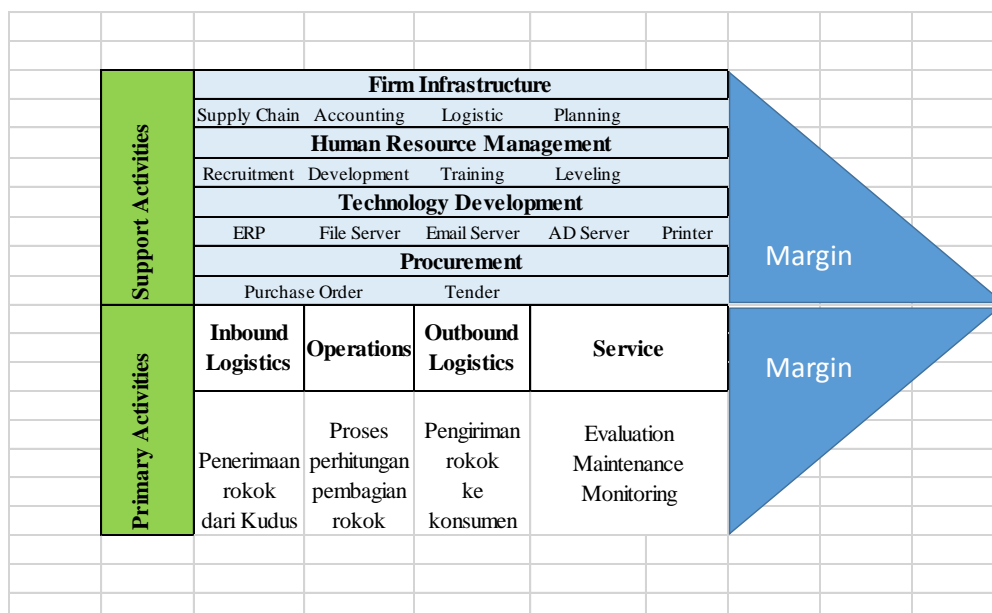 Support Activities
Firm Infrastructure
Supply Chain Accounting Logistic Planning
Human Resource Management
Recruitment Development Training Leveling
Technology Development
ERP File Server Email Server AD Server Printer
Procurement
Purchase Order Tender
Margin
Primary Activities
Inbound
Logistics
Operations
Outbound
Logistics
Service
Margin
Penerimaan
rokok
dari Kudus
Proses
perhitungan
pembagian
rokok
Pengiriman
rokok
ke
konsumen
Evaluation
Maintenance
Monitoring